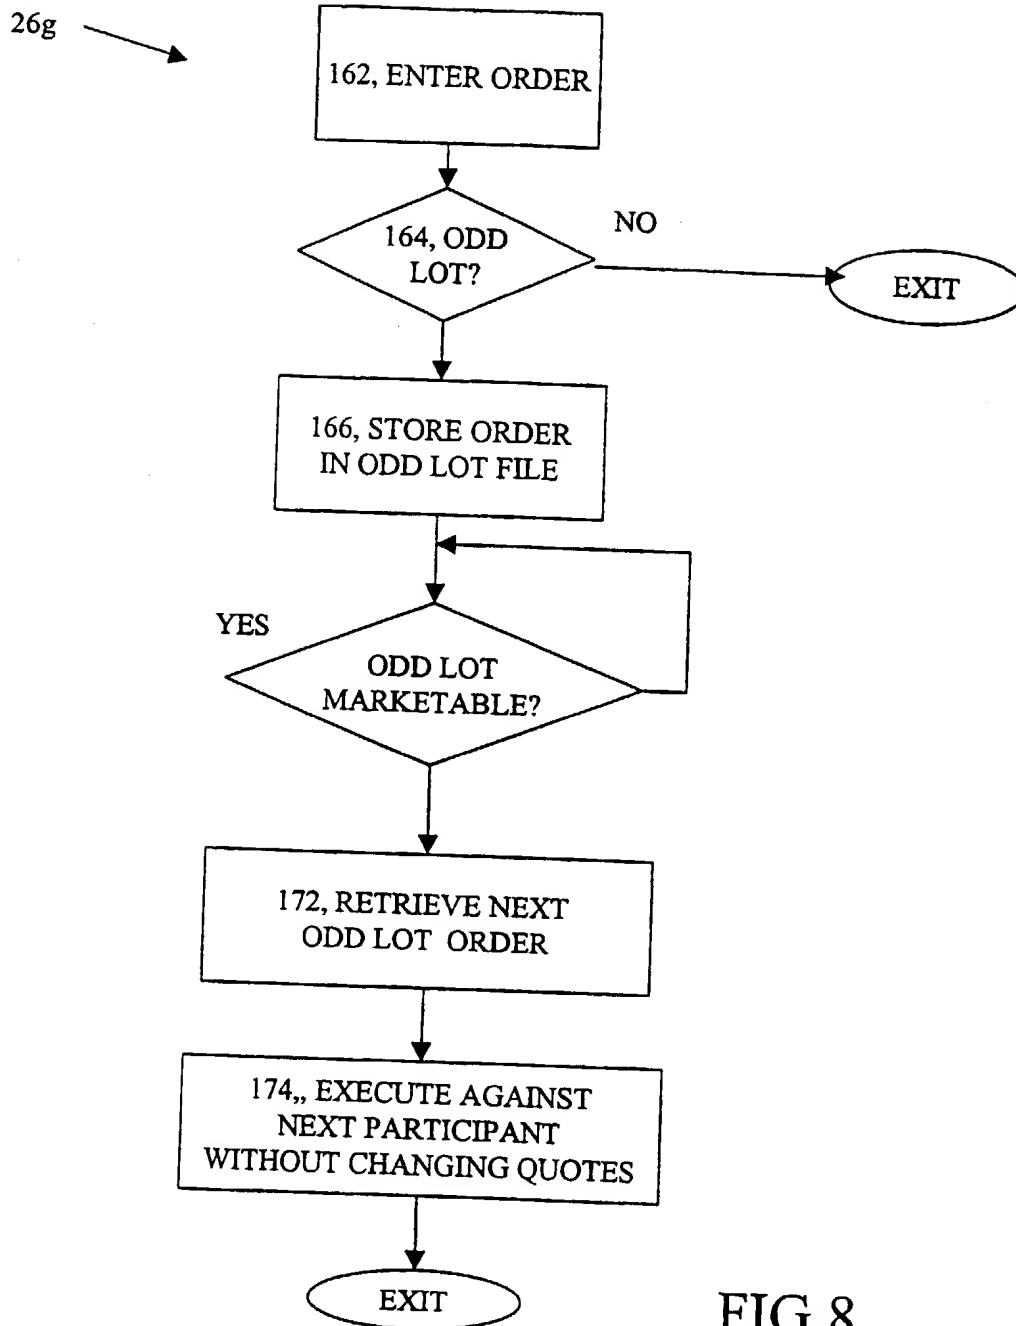 26g
162, ENTER ORDER
164, ODD
LOT?
NO
EXIT
166, STORE ORDER
IN ODD LOT FILE
YES
ODD LOT
MARKETABLE?
172, RETRIEVE NEXT
ODD LOT ORDER
174,, EXECUTE AGAINST
NEXT PARTICIPANT
WITHOUT CHANGING QUOTES
EXIT
FIG 8